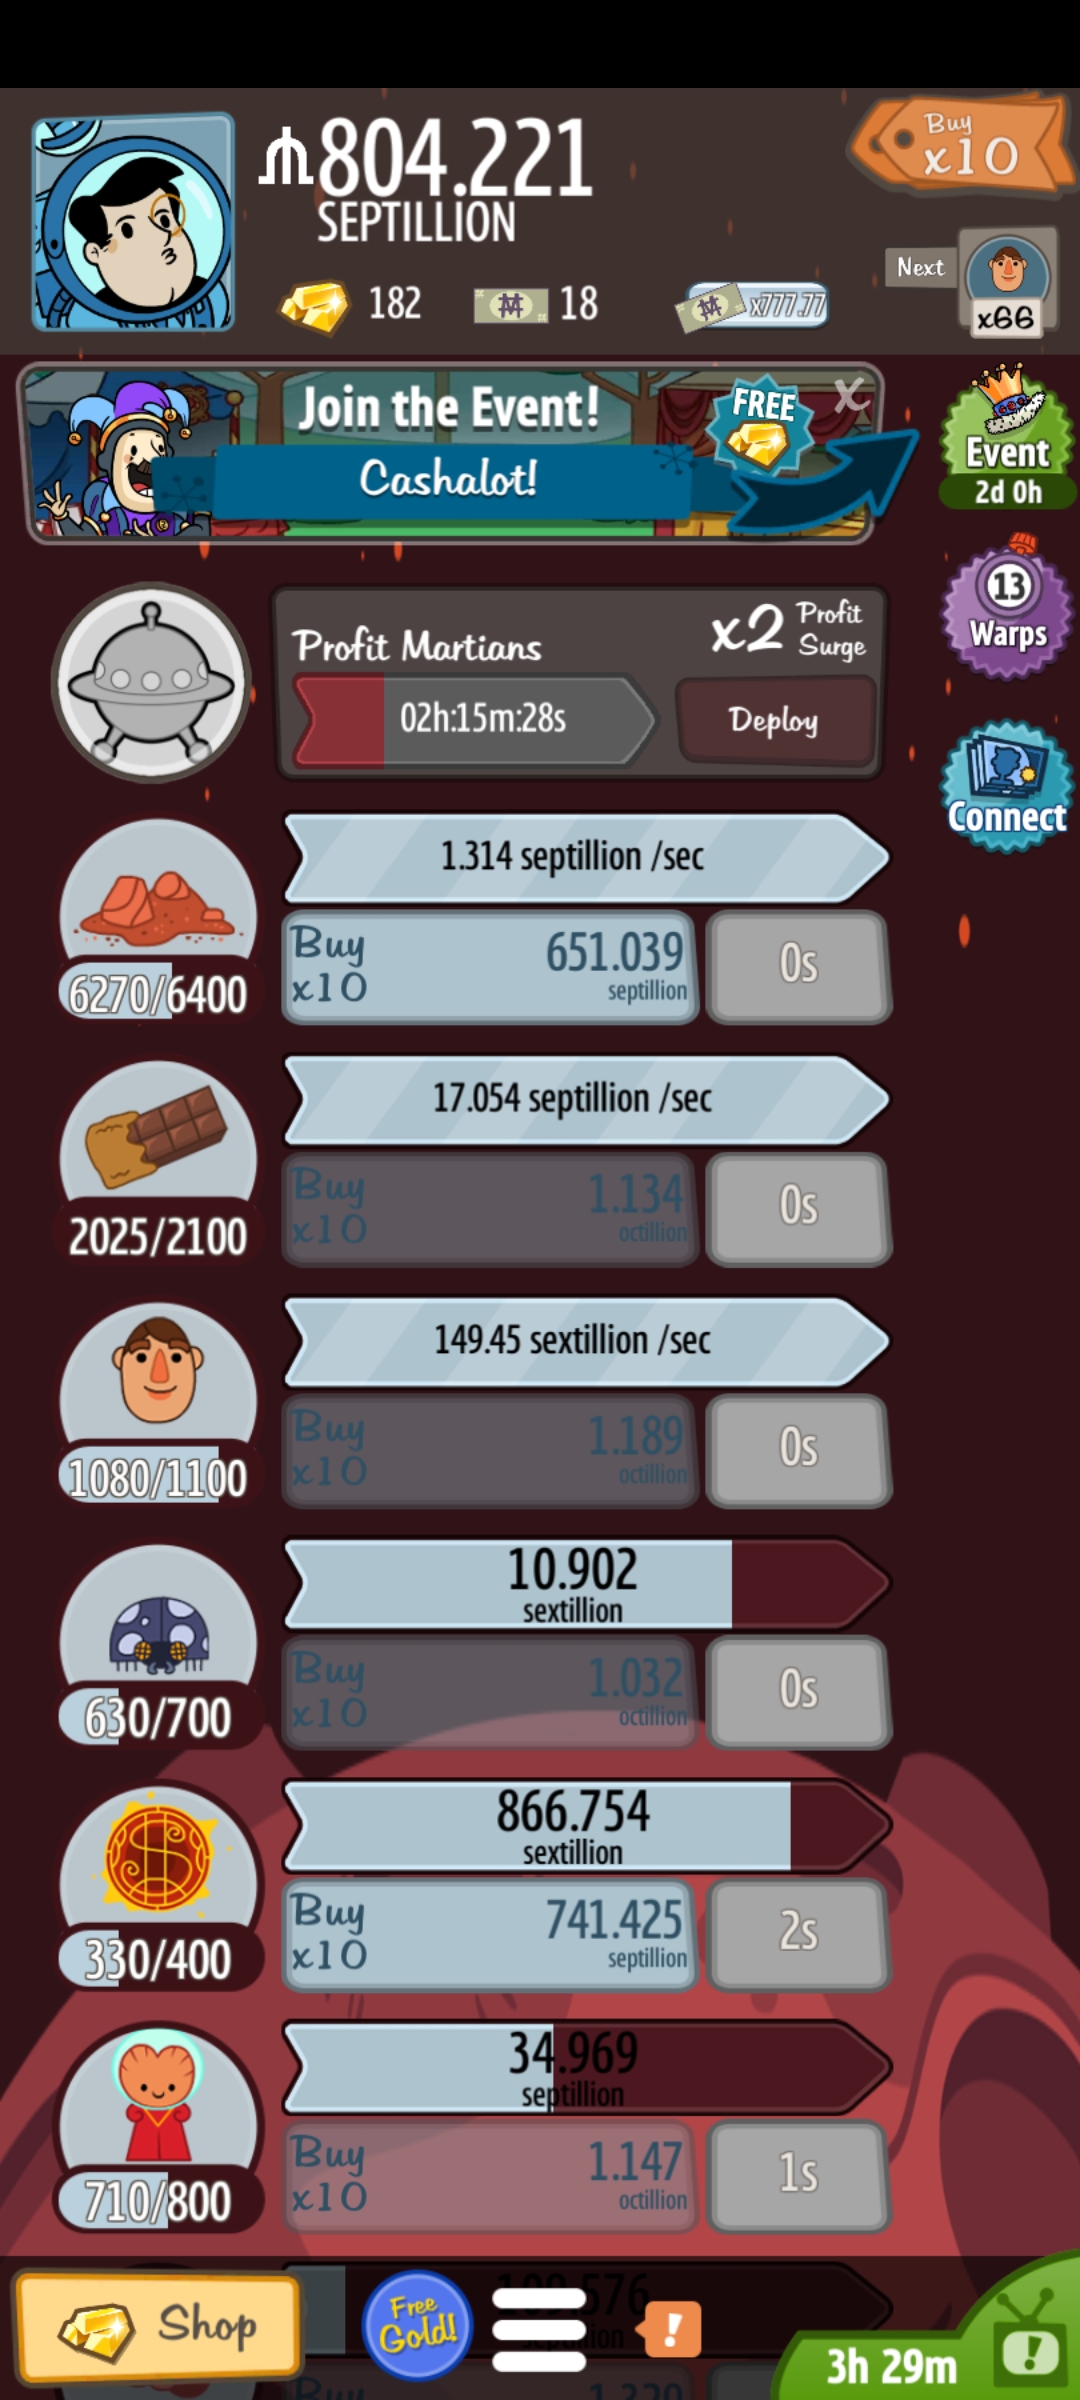 804.221
SEPTILLION
Buy
x10
182
18
x777.77
Next
x66
Join the Event!
Cashalot!
FREE
X
Event
2d 0h
Profit Martians
x2 Profit
Surge
02h:15m:28s
Deploy
13
Warps
Connect
1.314 septillion /sec
Buy
x10
651.039
septillion
0s
6270/6400
17.054 septillion /sec
Buy
x10
1.134
octillion
0s
2025/2100
149.45 sextillion /sec
Buy
x10
1.189
octillion
0s
1080/1100
10.902
sextillion
Buy
x10
1.032
octillion
0s
630/700
866.754
sextillion
Buy
x10
741.425
septillion
2s
330/400
34.969
septillion
Buy
x10
1.147
octillion
1s
710/800
Shop
Free
Gold!
!
3h 29m
!
Buy
1.320